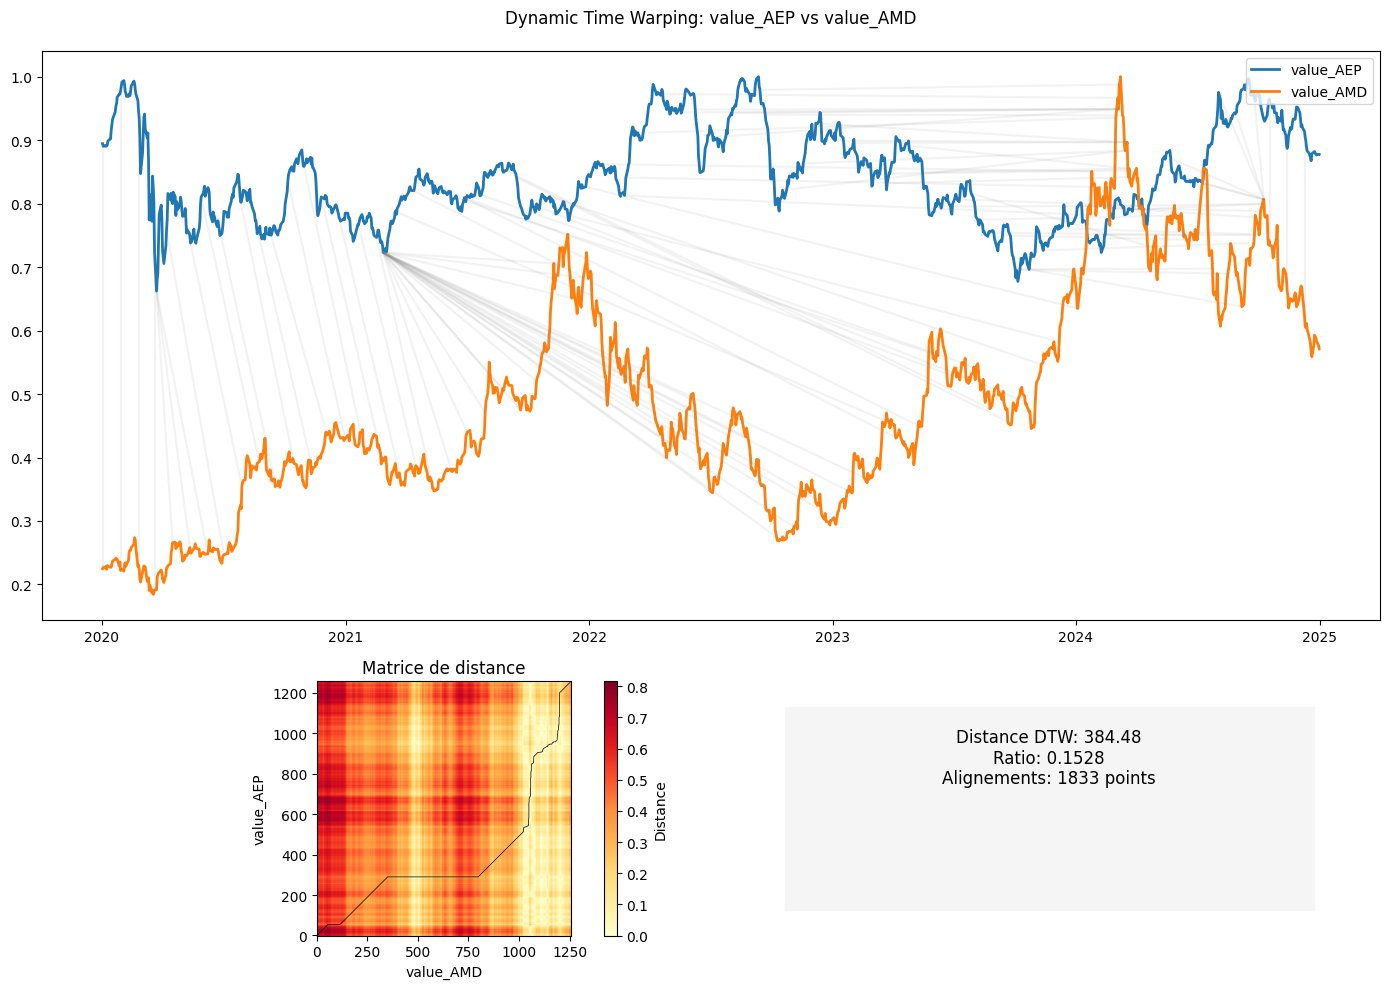 Dynamic Time Warping: value_AEP vs value_AMD
value_AEP
value_AMD
1.0
0.9
0.8
0.7
0.6
0.5
0.4
0.3
0.2
2020 2021 2022 2023 2024 2025
Matrice de distance
1200
1000
800
600
400
200
0
value_AEP
0 250 500 750 1000 1250
value_AMD
0.8
0.7
0.6
0.5
0.4
0.3
0.2
0.1
0.0
Distance
Distance DTW: 384.48
Ratio: 0.1528
Alignements: 1833 points